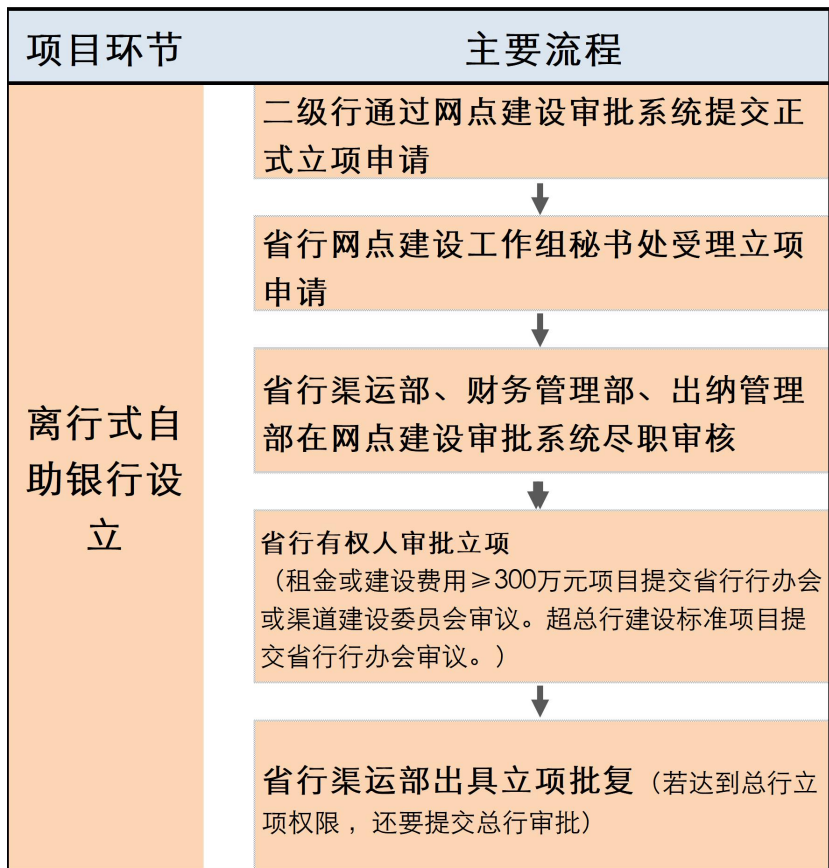 项目环节
主要流程
离行式自
助银行设
立
二级行通过网点建设审批系统提交正
式立项申请
省行网点建设工作组秘书处受理立项
申请
省行渠运部、财务管理部、出纳管理
部在网点建设审批系统尽职审核
省行有权人审批立项
（租金或建设费用≥300万元项目提交省行行办会
或渠道建设委员会审议。超总行建设标准项目提
交省行行办会审议。）
省行渠运部出具立项批复（若达到总行立
项权限，还要提交总行审批）